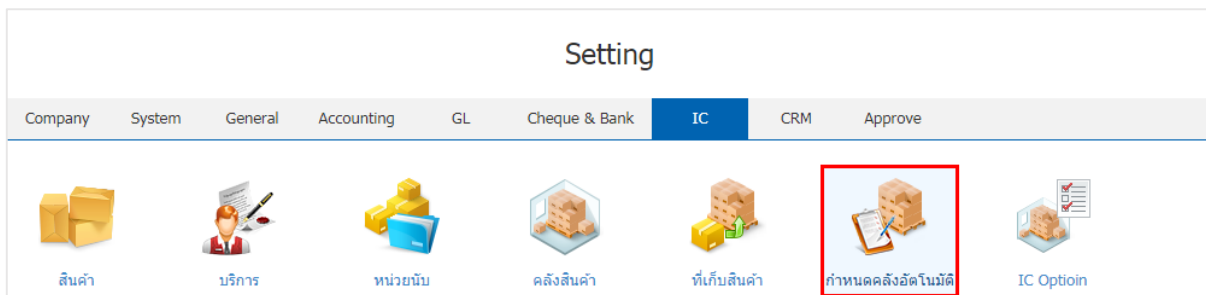 Setting
Company System General Accounting GL Cheque & Bank IC CRM Approve
สินค้า บริการ หน่วยนับ คลังสินค้า ที่เก็บสินค้า กำหนดคลังอัตโนมัติ IC Optioin